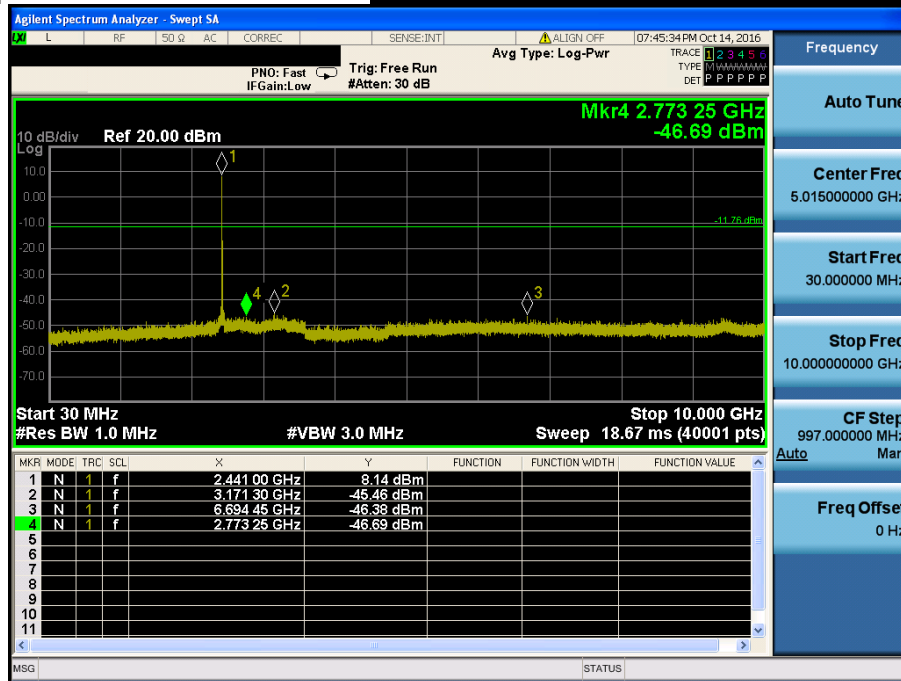 Agilent Spectrum Analyzer - Swept SA
LXI L RF 50 Ω AC CORREC SENSE:INT ALIGN OFF 07:45:34 PM Oct 14, 2016
Avg Type: Log-Pwr TRACE 1 2 3 4 5 6
PNO: Fast Trig: Free Run TYPE M WWWWW
IFGain:Low #Atten: 30 dB DET P P P P P P
Mkr4 2.773 25 GHz
-46.69 dBm
10 dB/div Ref 20.00 dBm
Log
10.0
0.00
-10.0
-20.0
-30.0
-40.0
-50.0
-60.0
-70.0
1
-11.76 dBm
4
2
3
Start 30 MHz Stop 10.000 GHz
#Res BW 1.0 MHz #VBW 3.0 MHz Sweep 18.67 ms (40001 pts)
MKR MODE TRC SCL X Y FUNCTION FUNCTION WIDTH FUNCTION VALUE
1 N 1 f 2.441 00 GHz 8.14 dBm
2 N 1 f 3.171 30 GHz -45.46 dBm
3 N 1 f 6.694 45 GHz -46.38 dBm
4 N 1 f 2.773 25 GHz -46.69 dBm
5
6
7
8
9
10
11
MSG STATUS
Frequency
Auto Tune
Center Freq
5.015000000 GHz
Start Freq
30.000000 MHz
Stop Freq
10.000000000 GHz
CF Step
997.000000 MHz
Auto Man
Freq Offset
0 Hz